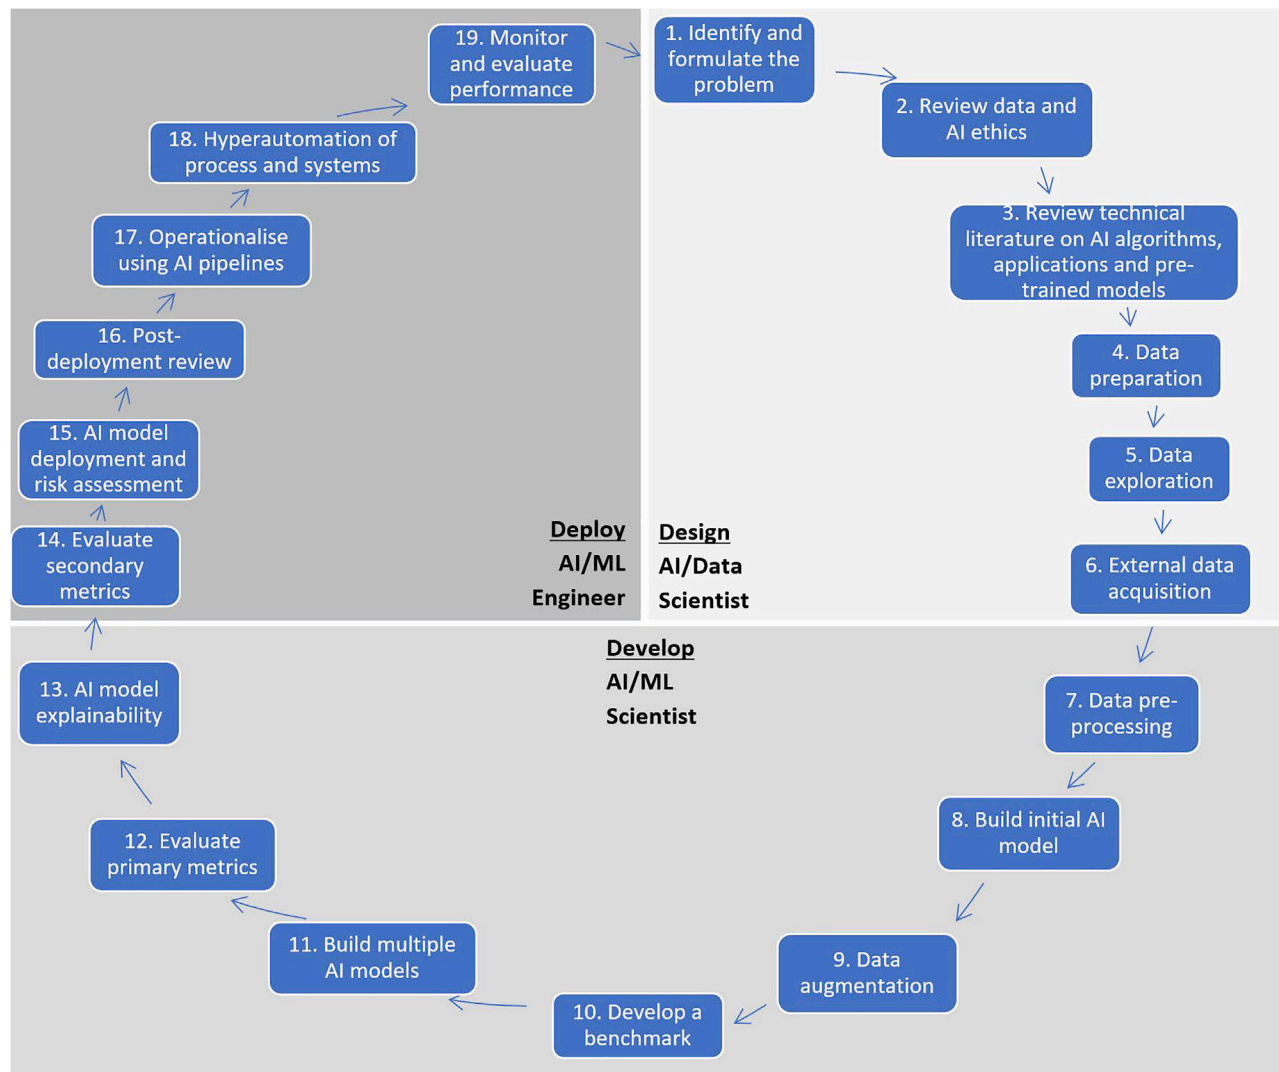 1. Identify and
formulate the
problem
2. Review data and
AI ethics
3. Review technical
literature on AI algorithms,
applications and pre-
trained models
4. Data
preparation
5. Data
exploration
6. External data
acquisition
Design
AI/Data
Scientist
7. Data pre-
processing
8. Build initial AI
model
9. Data
augmentation
10. Develop a
benchmark
11. Build multiple
AI models
12. Evaluate
primary metrics
13. AI model
explainability
Develop
AI/ML
Scientist
14. Evaluate
secondary
metrics
15. AI model
deployment and
risk assessment
16. Post-
deployment review
17. Operationalise
using AI pipelines
18. Hyperautomation of
process and systems
19. Monitor
and evaluate
performance
Deploy
AI/ML
Engineer